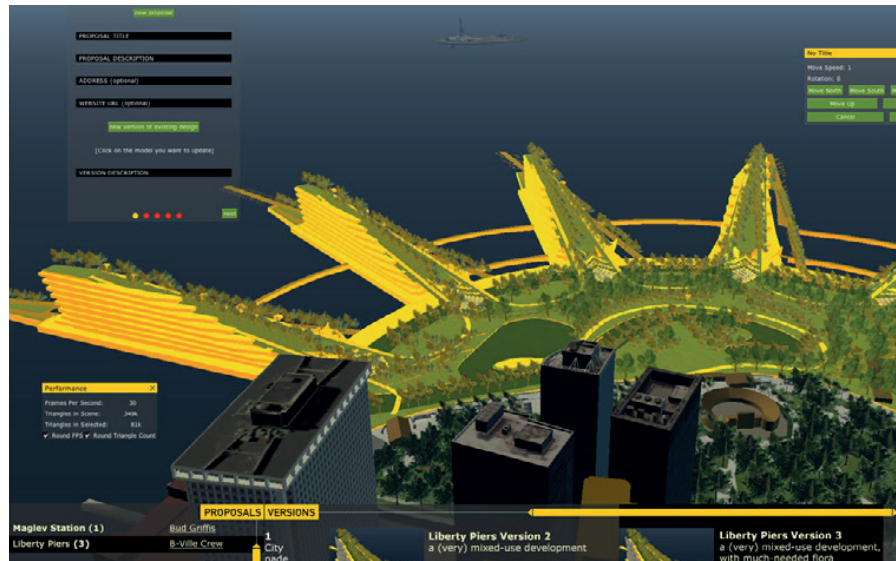 new proposal
PROPOSAL TITLE
PROPOSAL DESCRIPTION
ADDRESS (optional)
WEBSITE URL (optional)
new version of existing design
[Click on the model you want to update]
VERSION DESCRIPTION
next
No Title
Move Speed: 1
Rotation: 0
Move North Move South
Move Up
Cancel
Performance X
Frames Per Second: 30
Triangles in Scene: 349k
Triangles in Selected: 81k
Round FPS Round Triangle Count
PROPOSALS VERSIONS
Maglev Station (1) Bud Griffis
Liberty Piers (3) B-Ville Crew
1
City
Liberty Piers Version 2
a (very) mixed-use development
Liberty Piers Version 3
a (very) mixed-use development,
with much-needed flora